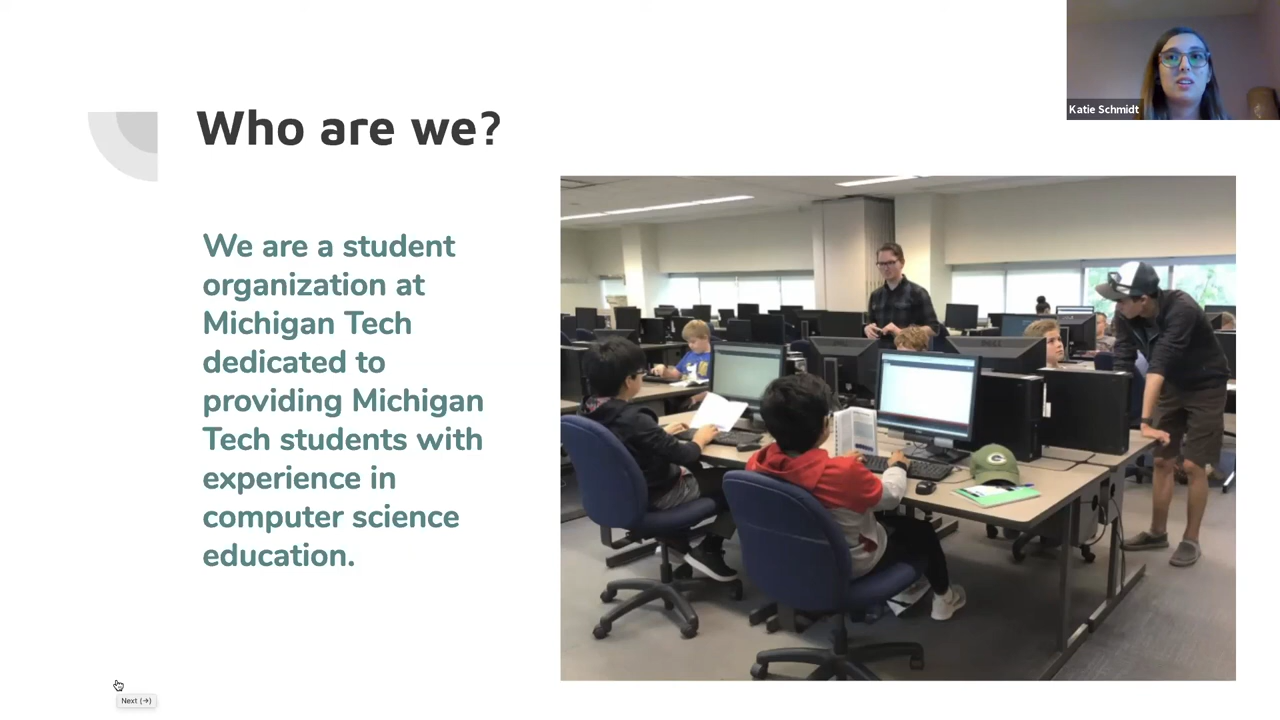 Katie Schmidt
Who are we?
We are a student
organization at
Michigan Tech
dedicated to
providing Michigan
Tech students with
experience in
computer science
education.
DELL
Next (→)